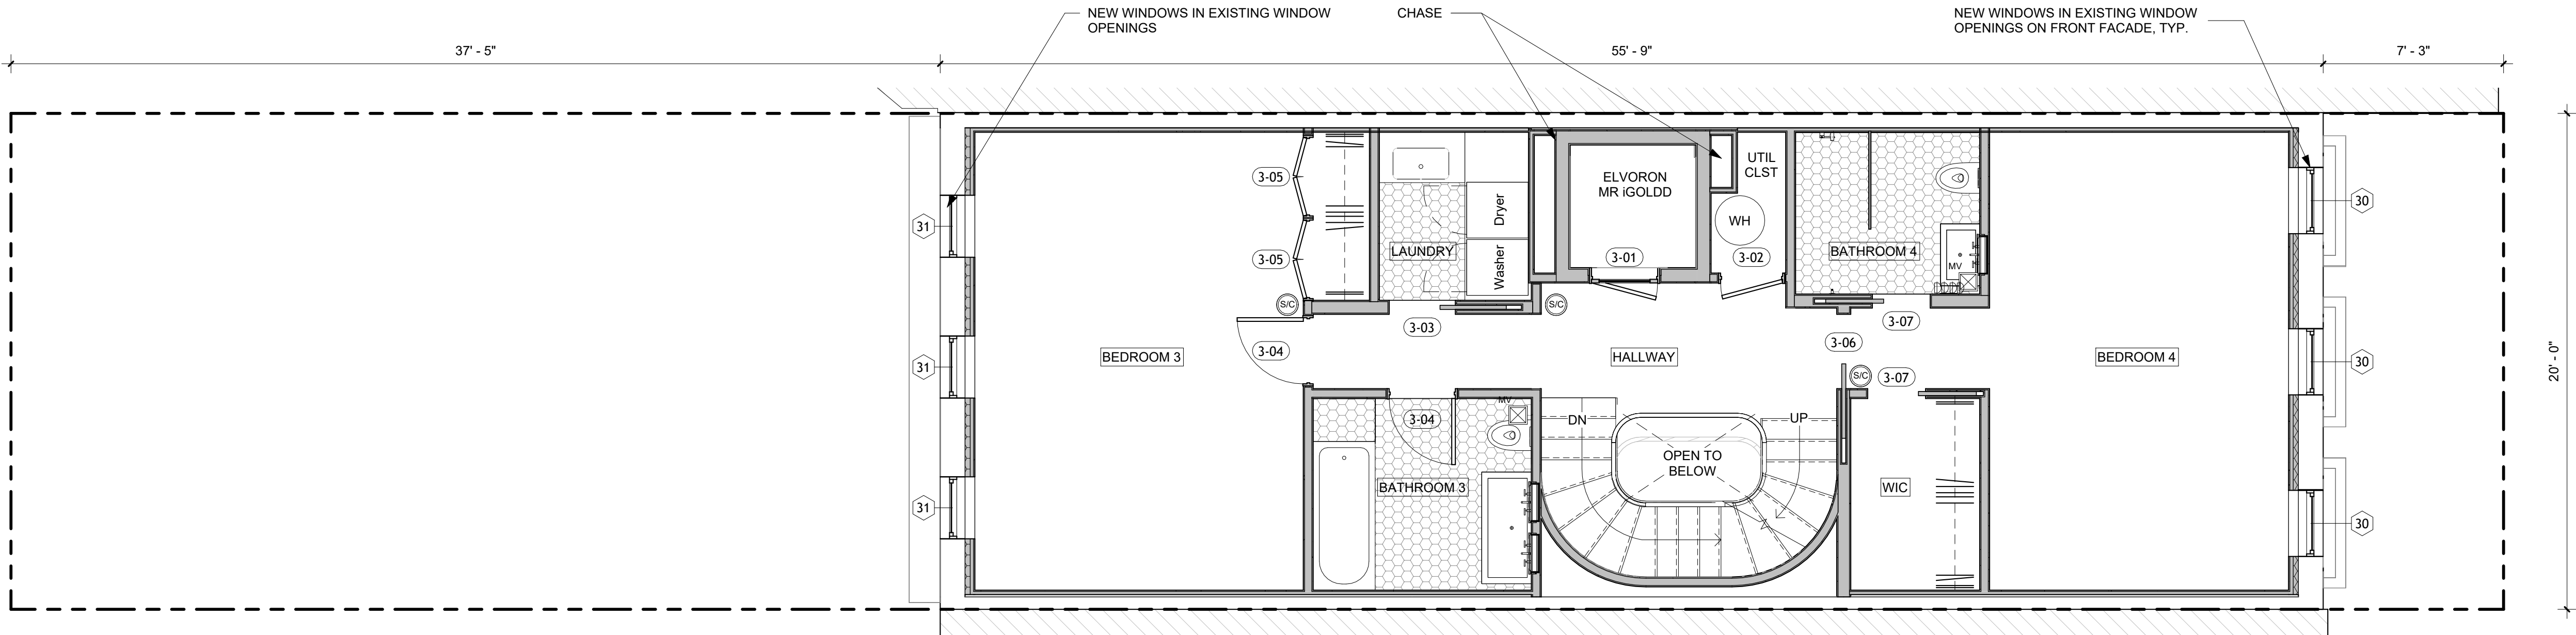 NEW WINDOWS IN EXISTING WINDOW
OPENINGS
CHASE
NEW WINDOWS IN EXISTING WINDOW
OPENINGS ON FRONT FACADE, TYP.
37' - 5"
55' - 9"
7' - 3"
20' - 0"
3-05
3-05
31
31
31
BEDROOM 3
S/C
3-04
LAUNDRY
Dryer
Washer
3-03
ELVORON
MR iGOLDD
3-01
UTIL
CLST
WH
3-02
S/C
HALLWAY
BATHROOM 4
MV
DDDD
3-07
3-06
S/C
3-07
BEDROOM 4
30
30
30
3-04
MV
BATHROOM 3
DN
UP
OPEN TO
BELOW
WIC